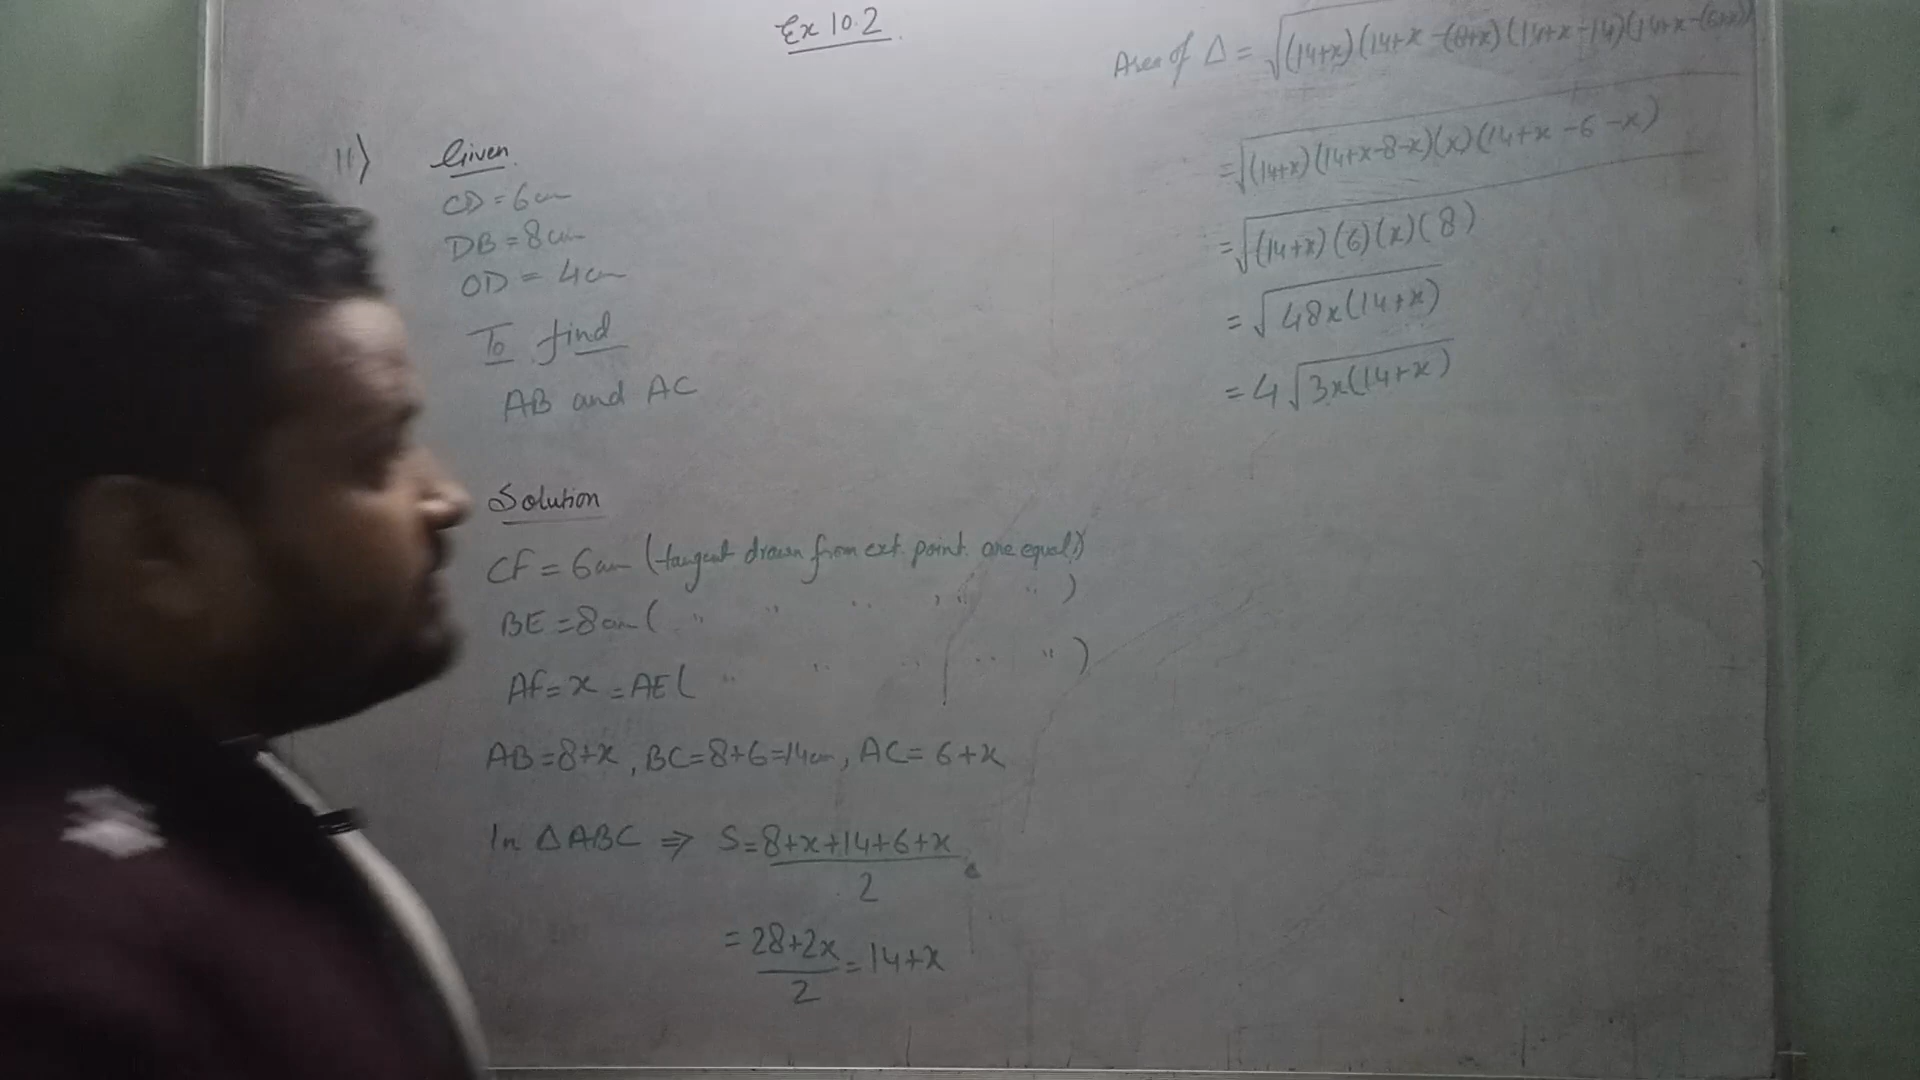 Ex 10.2
11)
Given
CD = 6cm
DB = 8cm
OD = 4cm
To find
AB and AC
Solution
CF = 6cm (tangent drawn from ext. point are equal)
BE = 8cm ( " " " " " " )
AF = x = AE ( " " " " " )
AB = 8+x, BC = 8+6 = 14cm, AC = 6+x
In △ABC ⇒ S = 8+x+14+6+x / 2
= 28+2x / 2 = 14+x
Area of △ = √(14+x)(14+x-(8+x)(14+x-14)(14+x-(6+x))
= √(14+x)(14+x-8-x)(x)(14+x-6-x)
= √(14+x)(6)(x)(8)
= √48x(14+x)
= 4√3x(14+x)